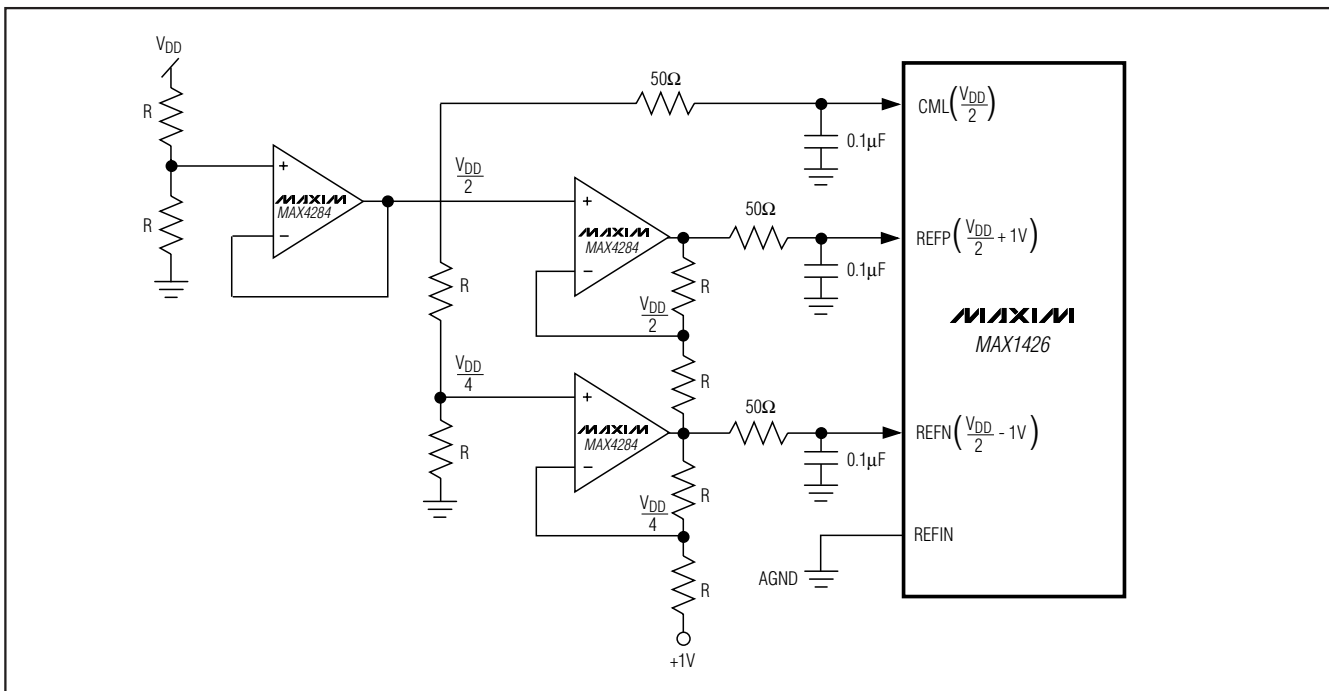 VDD
R
R
+
MAXIM
MAX4284
−
VDD
2
50Ω
0.1µF
CML(VDD/2)
R
VDD
4
R
+
MAXIM
MAX4284
−
50Ω
0.1µF
REFP(VDD/2 + 1V)
R
VDD
2
R
+
MAXIM
MAX4284
−
50Ω
0.1µF
REFN(VDD/2 - 1V)
R
VDD
4
R
+1V
MAXIM
MAX1426
REFIN
AGND